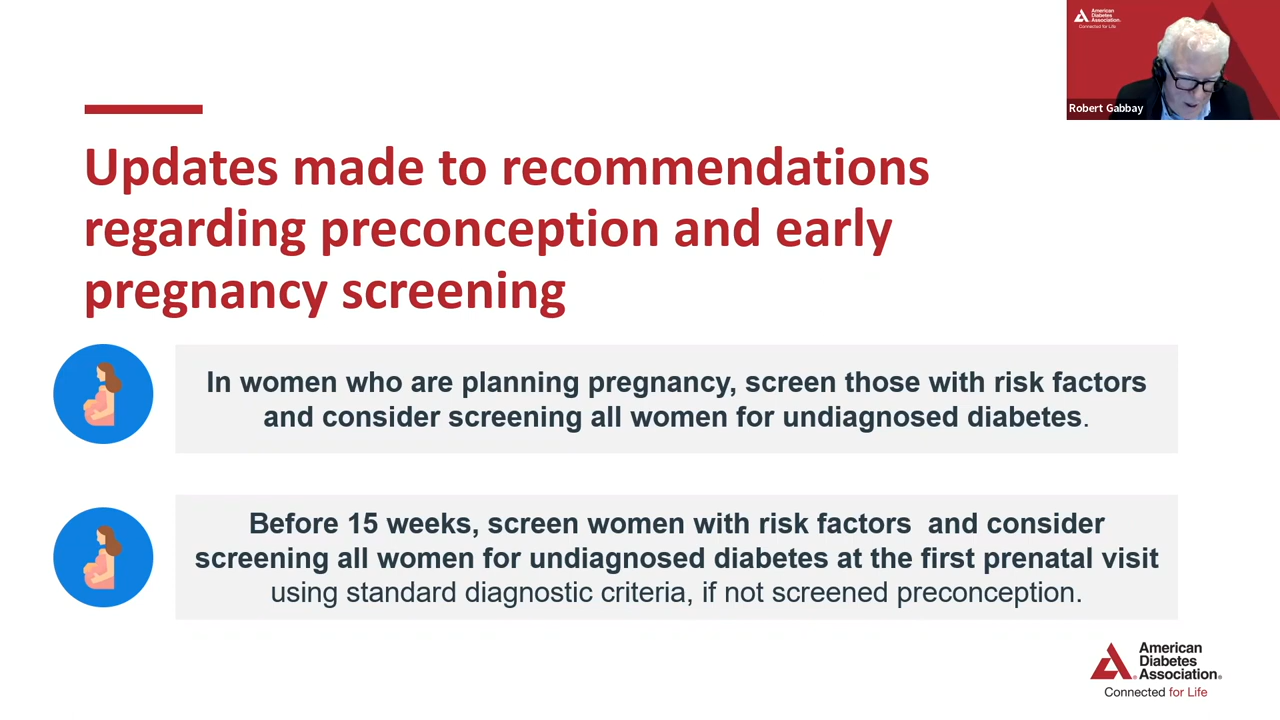 American
Diabetes
Association.
Connected for Life
Robert Gabbay
Updates made to recommendations
regarding preconception and early
pregnancy screening
In women who are planning pregnancy, screen those with risk factors
and consider screening all women for undiagnosed diabetes.
Before 15 weeks, screen women with risk factors and consider
screening all women for undiagnosed diabetes at the first prenatal visit
using standard diagnostic criteria, if not screened preconception.
American
Diabetes
Association®
Connected for Life